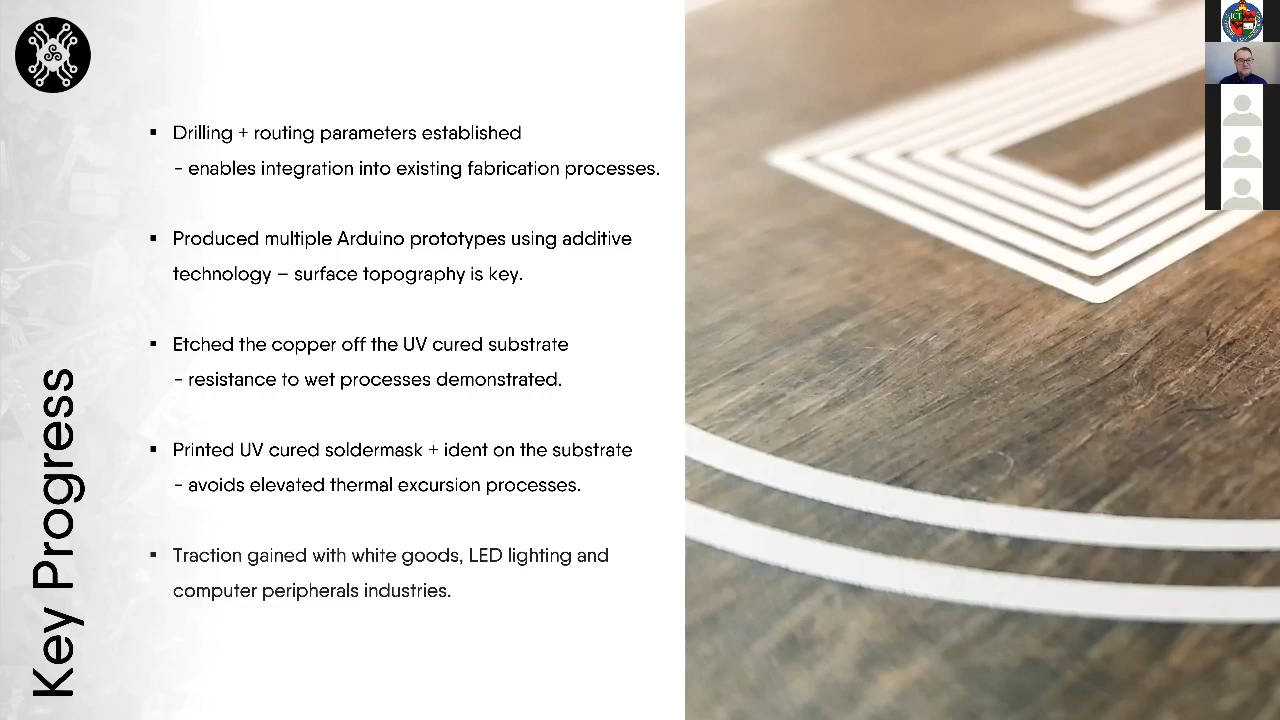 ICT
Drilling + routing parameters established
- enables integration into existing fabrication processes.
Produced multiple Arduino prototypes using additive
technology – surface topography is key.
Etched the copper off the UV cured substrate
- resistance to wet processes demonstrated.
Printed UV cured soldermask + ident on the substrate
- avoids elevated thermal excursion processes.
Traction gained with white goods, LED lighting and
computer peripherals industries.
Key Progress